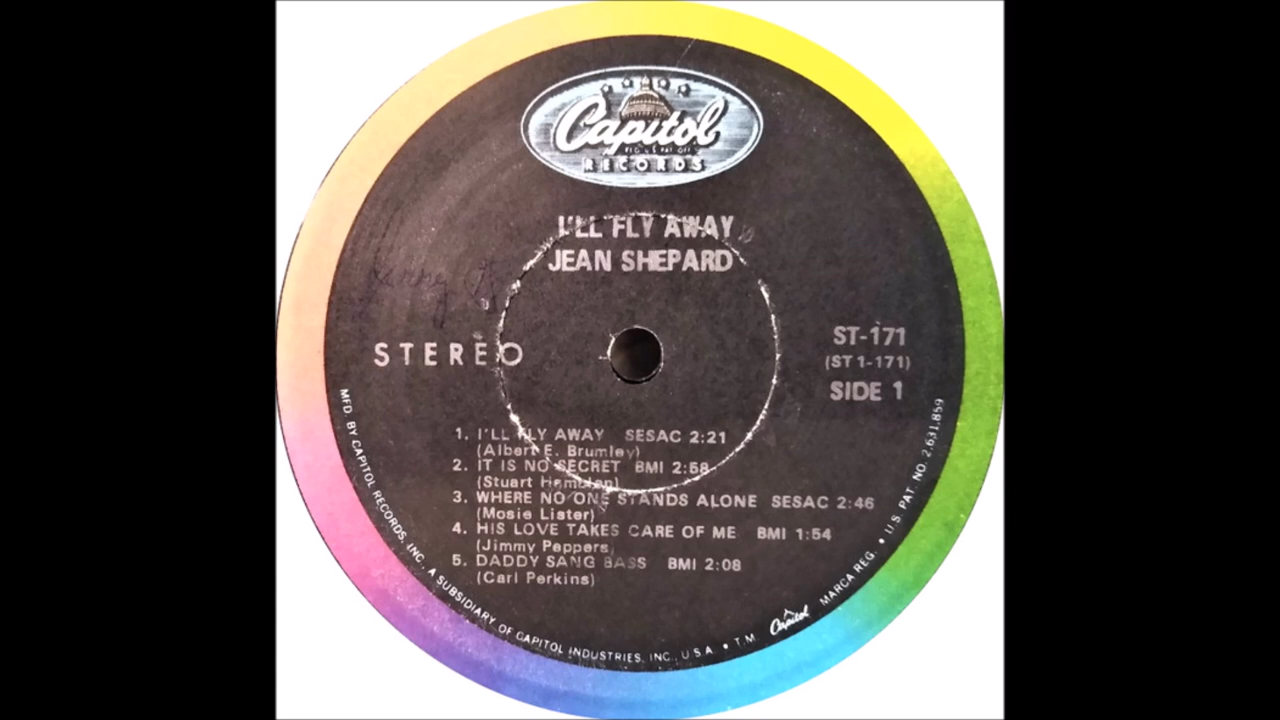 Capitol
REG. U.S. PAT. OFF.
RECORDS
I'LL FLY AWAY
JEAN SHEPARD
STEREO
ST-171
(ST 1-171)
SIDE 1
1. I'LL FLY AWAY SESAC 2:21
(Albert E. Brumley)
2. IT IS NO SECRET BMI 2:58
(Stuart Hamblen)
3. WHERE NO ONE STANDS ALONE SESAC 2:46
(Mosie Lister)
4. HIS LOVE TAKES CARE OF ME BMI 1:54
(Jimmy Peppers)
5. DADDY SANG BASS BMI 2:08
(Carl Perkins)
MFD. BY CAPITOL RECORDS, INC., A SUBSIDIARY OF CAPITOL INDUSTRIES, INC., U.S.A. • T.M. Capitol MARCA REG. • U.S. PAT. NO. 2,631,859